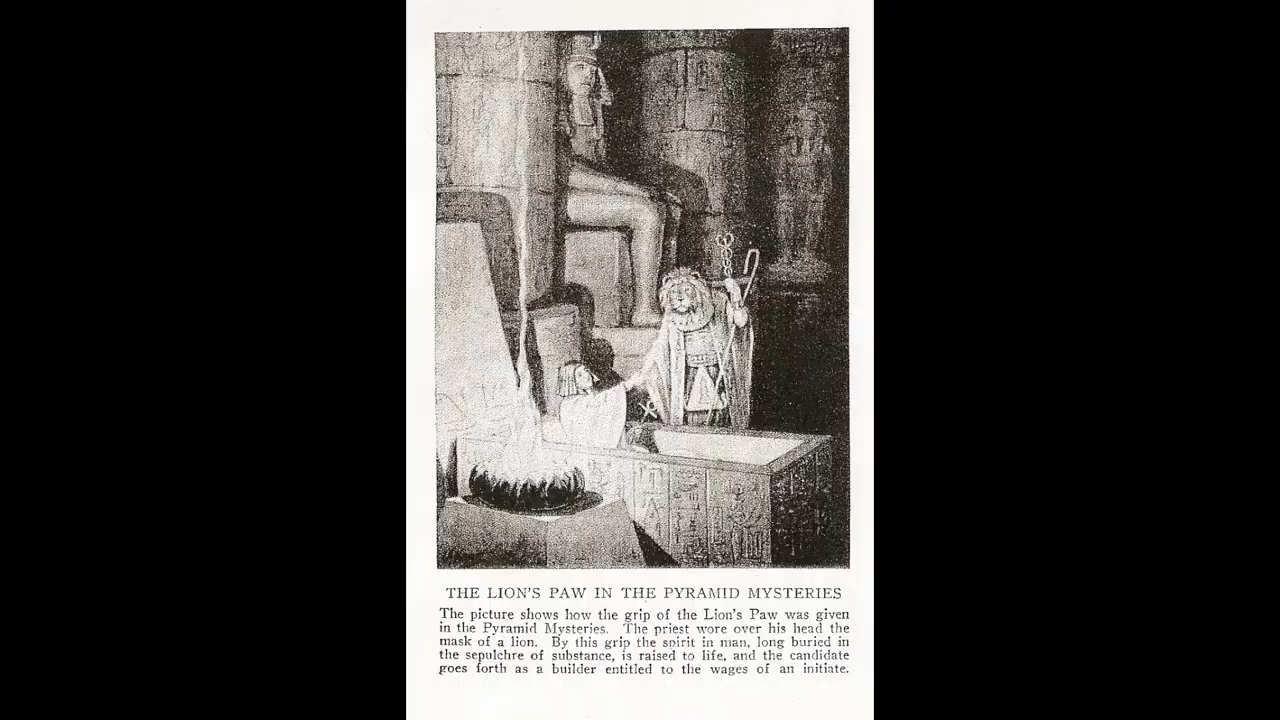 THE LION'S PAW IN THE PYRAMID MYSTERIES
The picture shows how the grip of the Lion's Paw was given
in the Pyramid Mysteries. The priest wore over his head the
mask of a lion. By this grip the spirit in man, long buried in
the sepulchre of substance, is raised to life, and the candidate
goes forth as a builder entitled to the wages of an initiate.